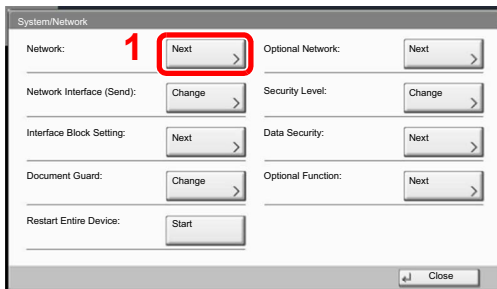 System/Network
Network: 1 Next Optional Network: Next
Network Interface (Send): Change Security Level: Change
Interface Block Setting: Next Data Security: Next
Document Guard: Change Optional Function: Next
Restart Entire Device: Start
Close